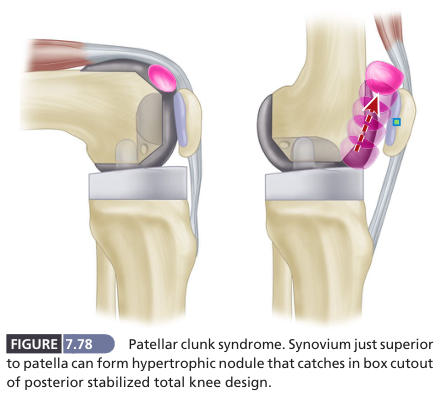 FIGURE 7.78 Patellar clunk syndrome. Synovium just superior
to patella can form hypertrophic nodule that catches in box cutout
of posterior stabilized total knee design.